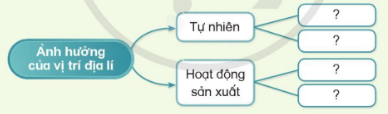 Ảnh hưởng
của vị trí địa lí
Tự nhiên
?
?
Hoạt động
sản xuất
?
?